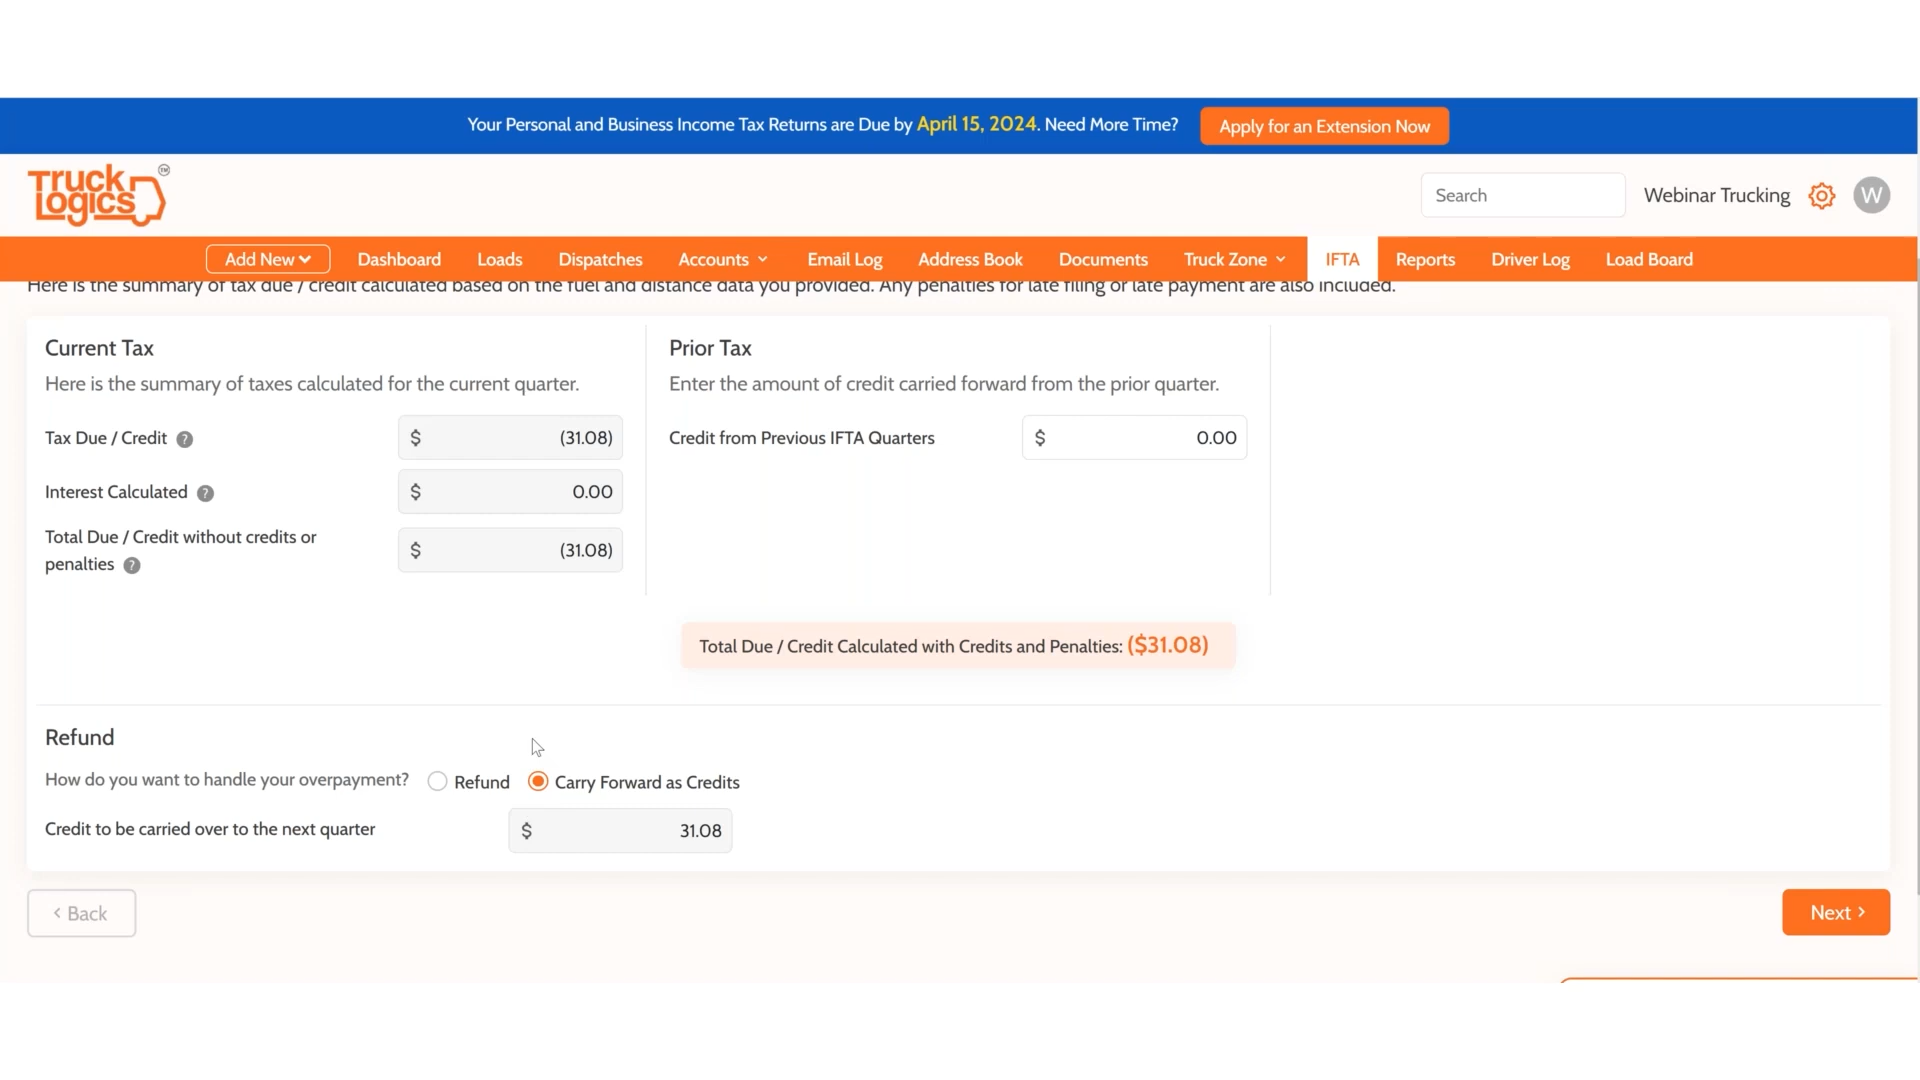 Your Personal and Business Income Tax Returns are Due by April 15, 2024. Need More Time?
Apply for an Extension Now
Truck Logics TM
Search
Webinar Trucking
W
Add New
Dashboard
Loads
Dispatches
Accounts
Email Log
Address Book
Documents
Truck Zone
IFTA
Reports
Driver Log
Load Board
Here is the summary of tax due / credit calculated based on the fuel and distance data you provided. Any penalties for late filing or late payment are also included.
Current Tax
Here is the summary of taxes calculated for the current quarter.
Tax Due / Credit ?
$ (31.08)
Interest Calculated ?
$ 0.00
Total Due / Credit without credits or
penalties ?
$ (31.08)
Prior Tax
Enter the amount of credit carried forward from the prior quarter.
Credit from Previous IFTA Quarters
$ 0.00
Total Due / Credit Calculated with Credits and Penalties: ($31.08)
Refund
How do you want to handle your overpayment? Refund Carry Forward as Credits
Credit to be carried over to the next quarter
$ 31.08
< Back
Next >